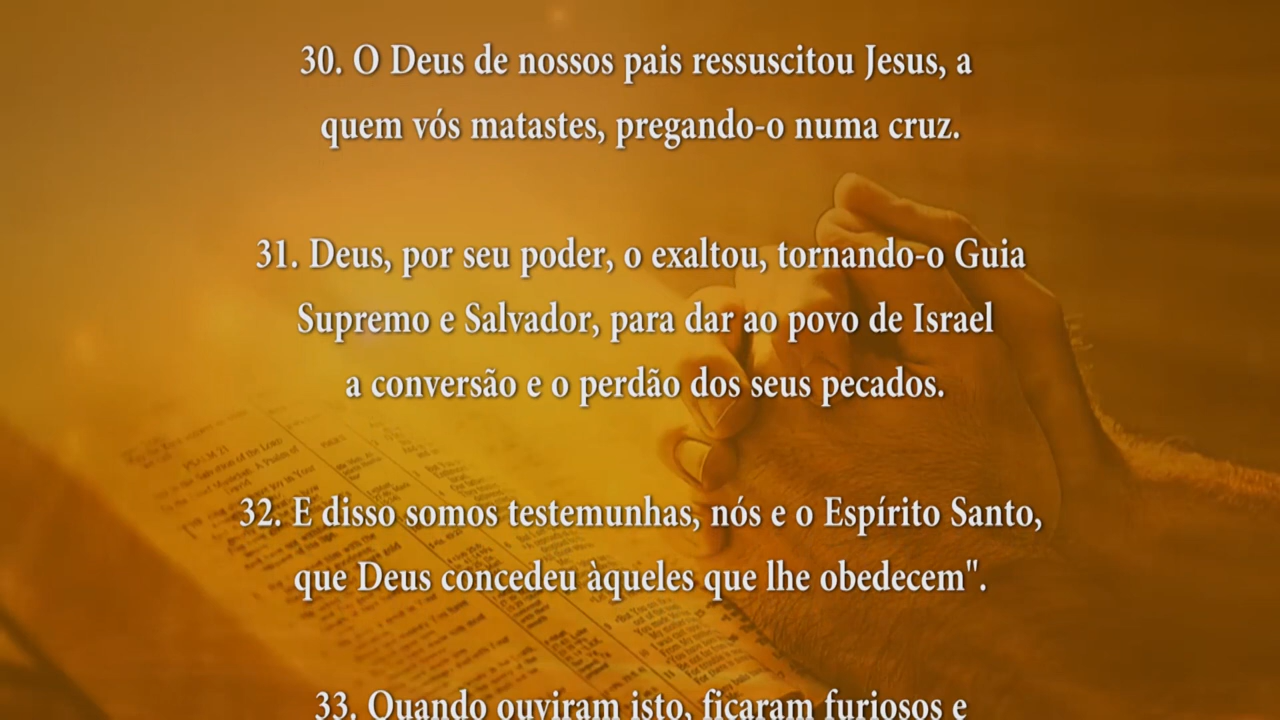 30. O Deus de nossos pais ressuscitou Jesus, a
quem vós matastes, pregando-o numa cruz.
31. Deus, por seu poder, o exaltou, tornando-o Guia
Supremo e Salvador, para dar ao povo de Israel
a conversão e o perdão dos seus pecados.
32. E disso somos testemunhas, nós e o Espírito Santo,
que Deus concedeu àqueles que lhe obedecem".
33. Quando ouviram isto, ficaram furiosos e